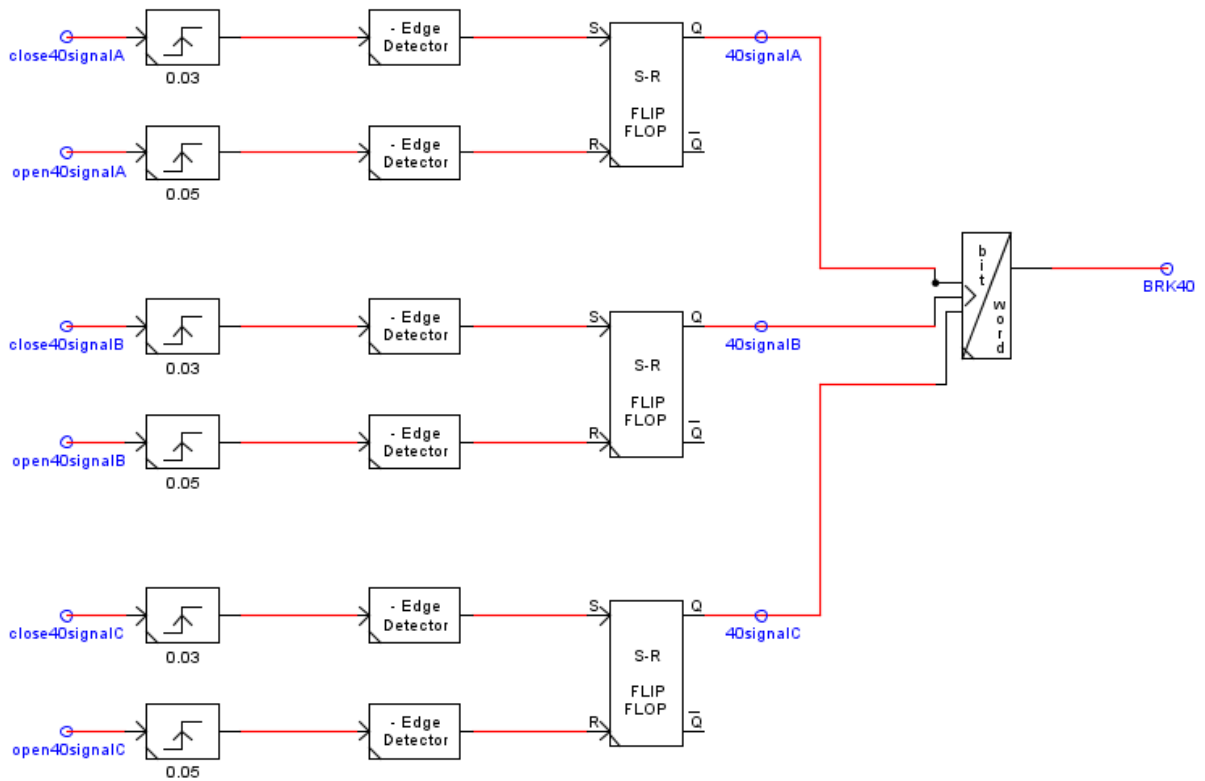 close40signalA
0.03
- Edge
Detector
S
R
S-R
FLIP
FLOP
Q
Q
40signalA
open40signalA
0.05
- Edge
Detector
close40signalB
0.03
- Edge
Detector
S
R
S-R
FLIP
FLOP
Q
Q
40signalB
open40signalB
0.05
- Edge
Detector
close40signalC
0.03
- Edge
Detector
S
R
S-R
FLIP
FLOP
Q
Q
40signalC
open40signalC
0.05
- Edge
Detector
bit
word
BRK40